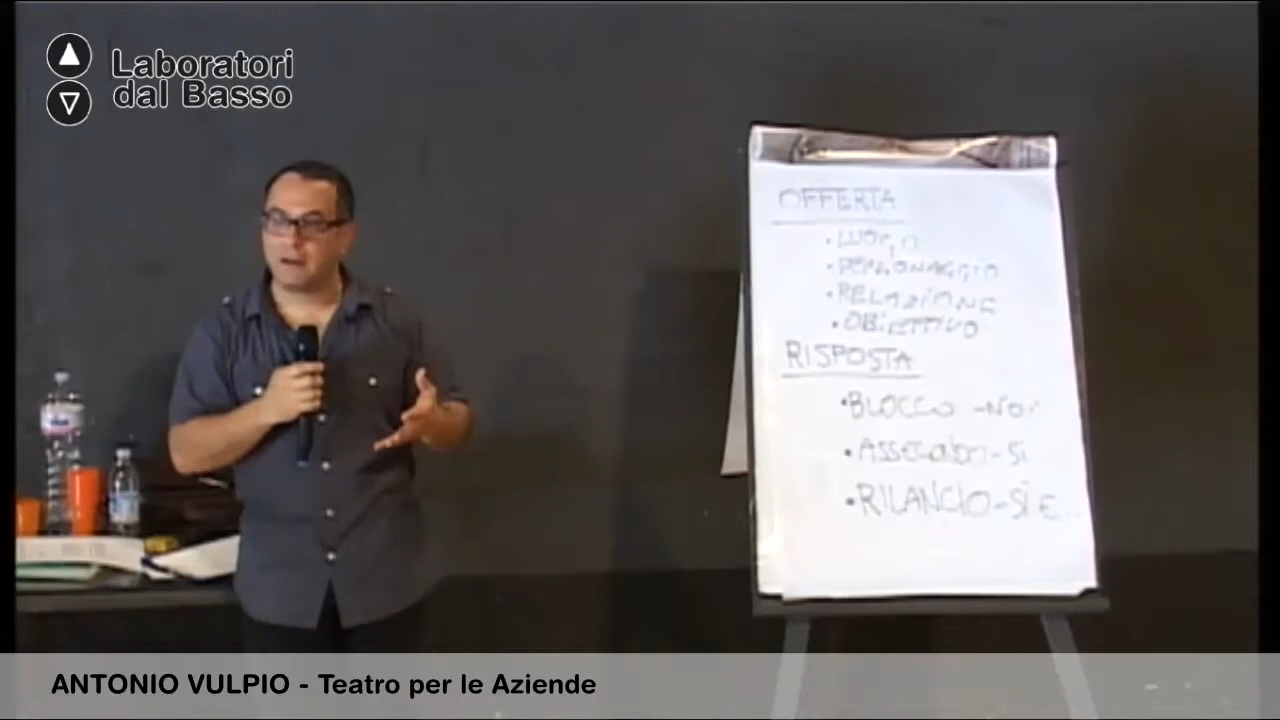 Laboratori
dal Basso
OFFERTA
• LUOGO
• PERSONAGGIO
• RELAZIONE
• OBIETTIVO
RISPOSTA
• BLOCCO - NO!
• ASSECONDO - SI
• RILANCIO - SI E...
ANTONIO VULPIO - Teatro per le Aziende